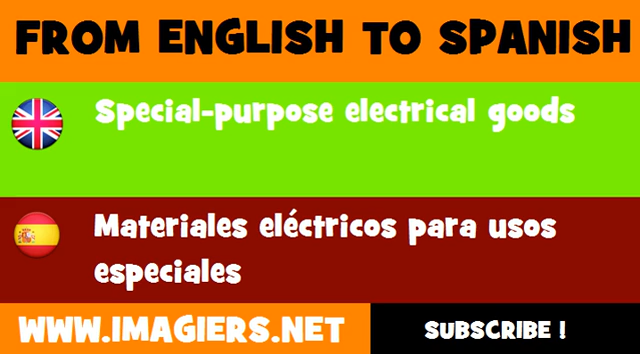 FROM ENGLISH TO SPANISH
Special-purpose electrical goods
Materiales eléctricos para usos
especiales
WWW.IMAGIERS.NET
SUBSCRIBE !